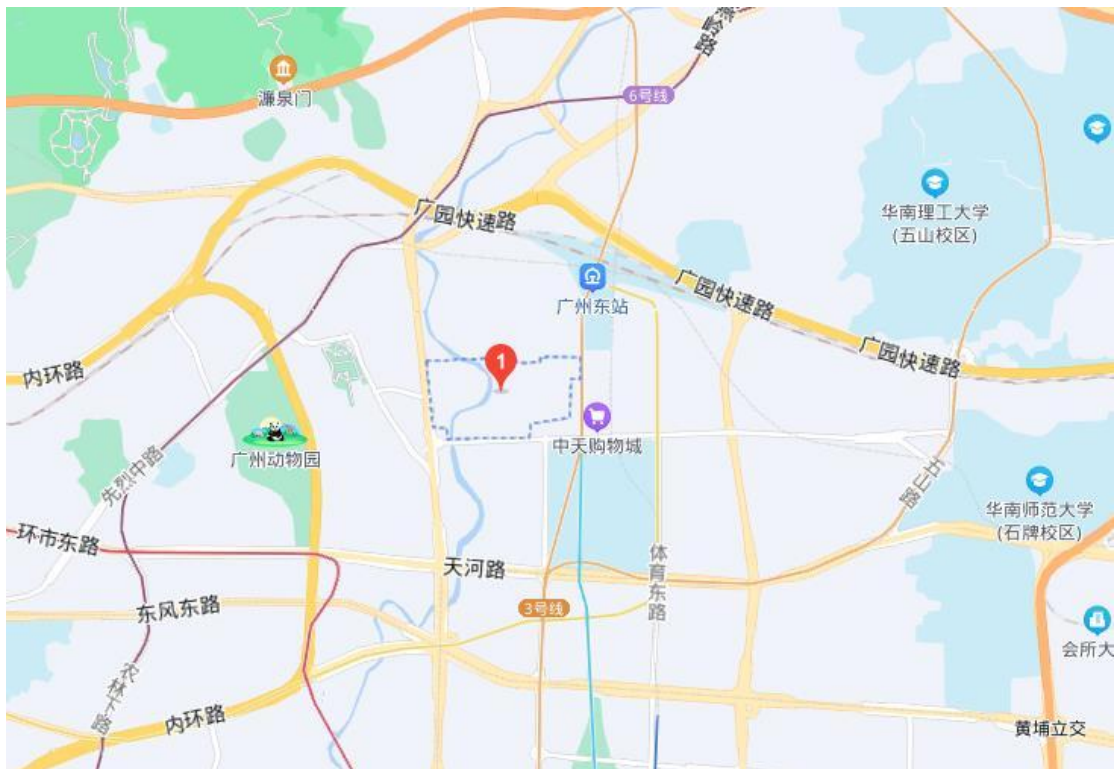 燕岭路
濂泉门
6号线
华南理工大学
(五山校区)
广园快速路
广州东站
广园快速路
广园快速路
内环路
1
中天购物城
广州动物园
先烈中路
五山路
华南师范大学
(石牌校区)
环市东路
天河路
体育东路
东风东路
3号线
会所大
农林下路
内环路
黄埔立交